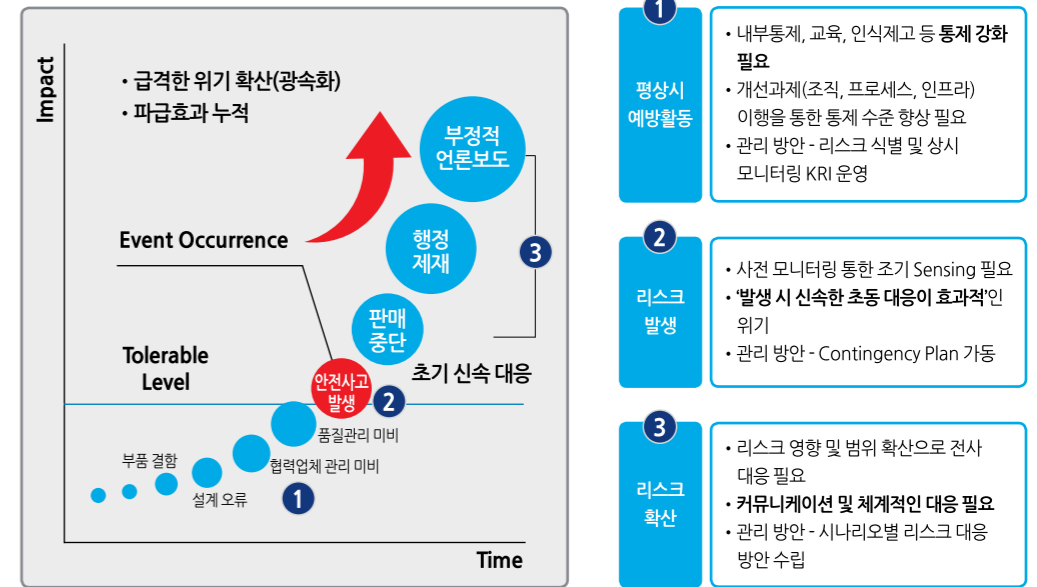 Impact
• 급격한 위기 확산(광속화)
• 파급효과 누적
부정적
언론보도
Event Occurrence
행정
제재
3
판매
중단
Tolerable
Level
초기 신속 대응
안전사고
발생
2
품질관리 미비
부품 결함
협력업체 관리 미비
설계 오류
1
Time
1
평상시
예방활동
• 내부통제, 교육, 인식제고 등 통제 강화
필요
• 개선과제(조직, 프로세스, 인프라)
이행을 통한 통제 수준 향상 필요
• 관리 방안 - 리스크 식별 및 상시
모니터링 KRI 운영
2
리스크
발생
• 사전 모니터링 통한 조기 Sensing 필요
• ‘발생 시 신속한 초동 대응이 효과적’인
위기
• 관리 방안 - Contingency Plan 가동
3
리스크
확산
• 리스크 영향 및 범위 확산으로 전사
대응 필요
• 커뮤니케이션 및 체계적인 대응 필요
• 관리 방안 - 시나리오별 리스크 대응
방안 수립